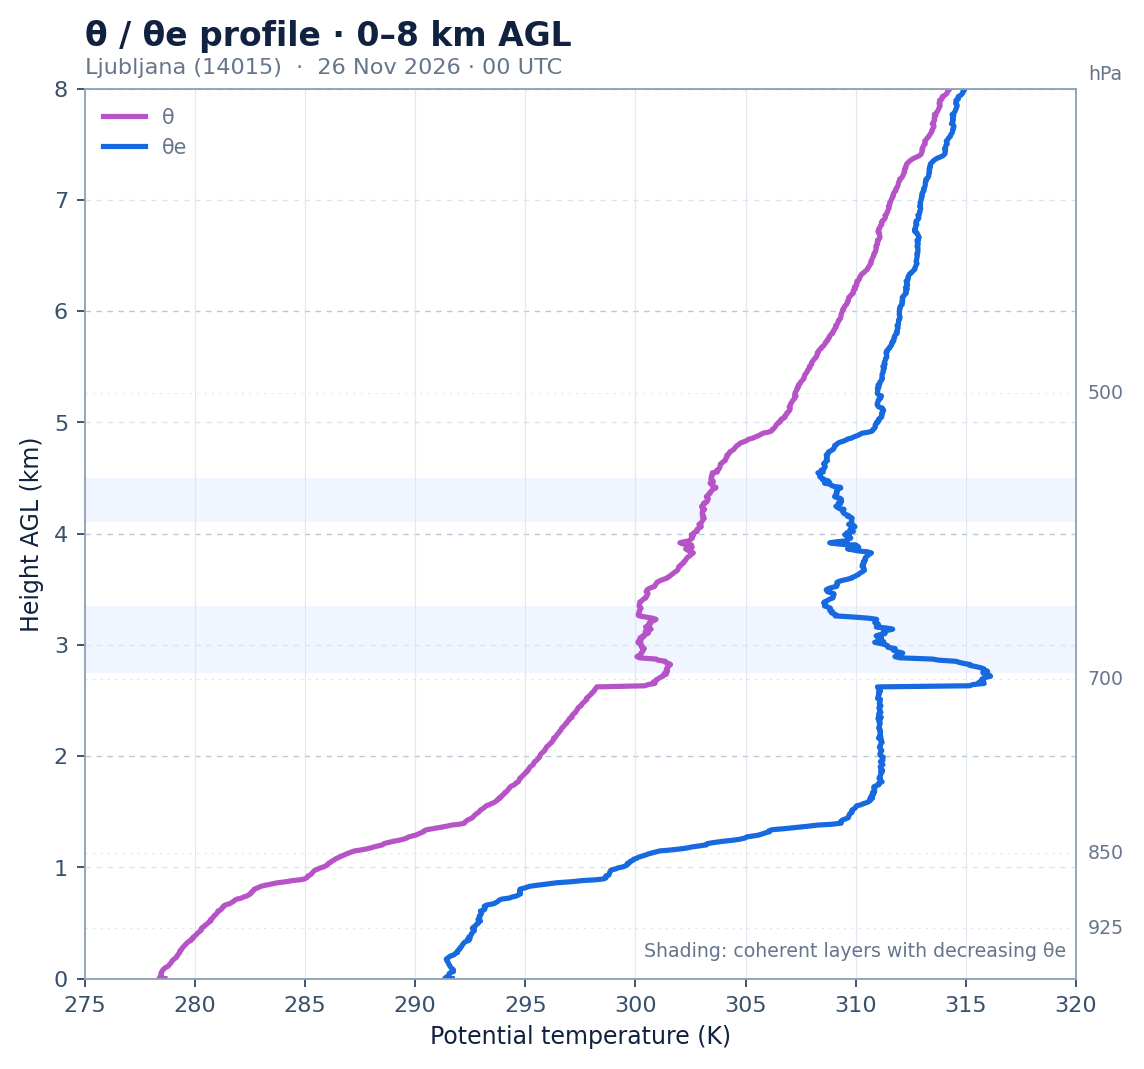 θ / θe profile · 0–8 km AGL
Ljubljana (14015) · 26 Nov 2026 · 00 UTC
hPa
θ
θe
8
7
6
5
4
3
2
1
0
Height AGL (km)
500
700
850
925
Shading: coherent layers with decreasing θe
275 280 285 290 295 300 305 310 315 320
Potential temperature (K)